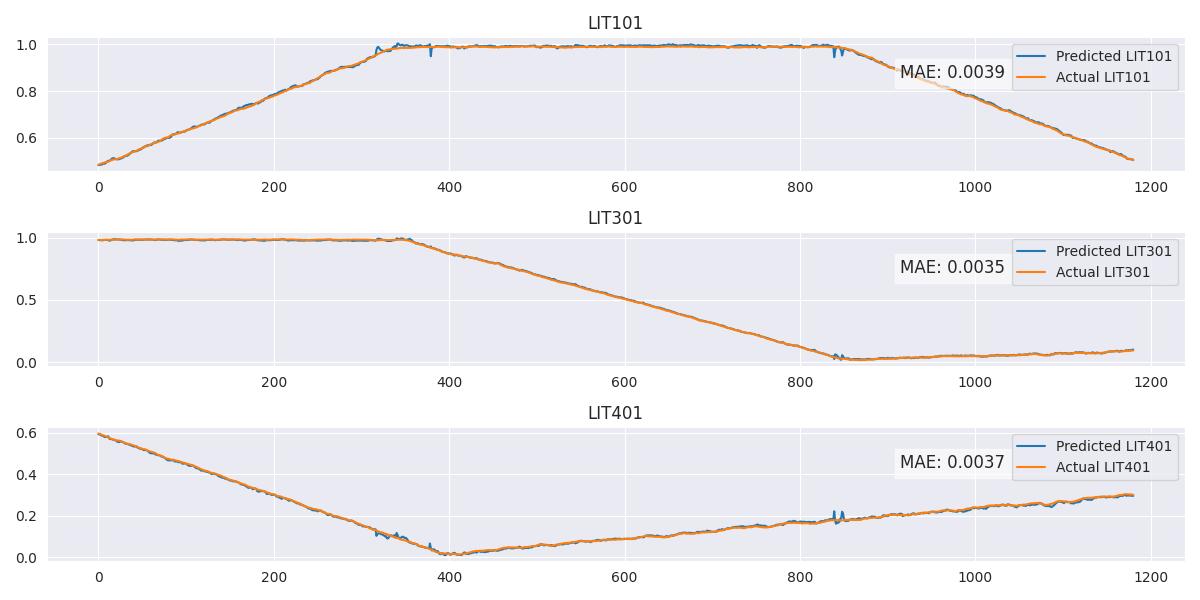 LIT101
1.0
0.8
0.6
Predicted LIT101
Actual LIT101
MAE: 0.0039
0 200 400 600 800 1000 1200
LIT301
1.0
0.5
0.0
Predicted LIT301
Actual LIT301
MAE: 0.0035
0 200 400 600 800 1000 1200
LIT401
0.6
0.4
0.2
0.0
Predicted LIT401
Actual LIT401
MAE: 0.0037
0 200 400 600 800 1000 1200